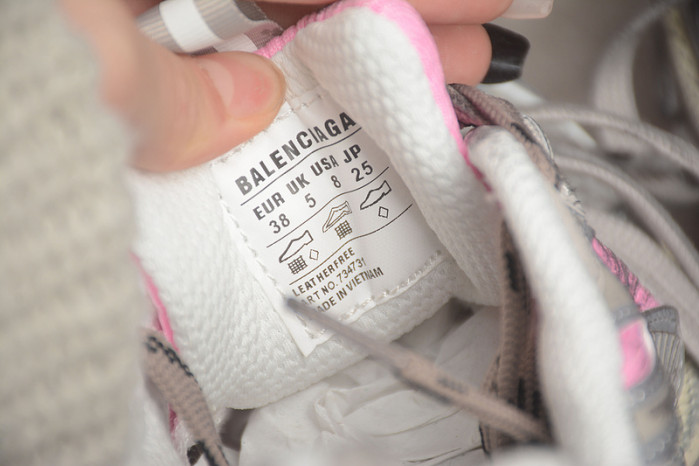 BALENCIAGA
EUR UK USA JP
38 5 8 25
LEATHERFREE
ART NO. 734731
MADE IN VIETNAM